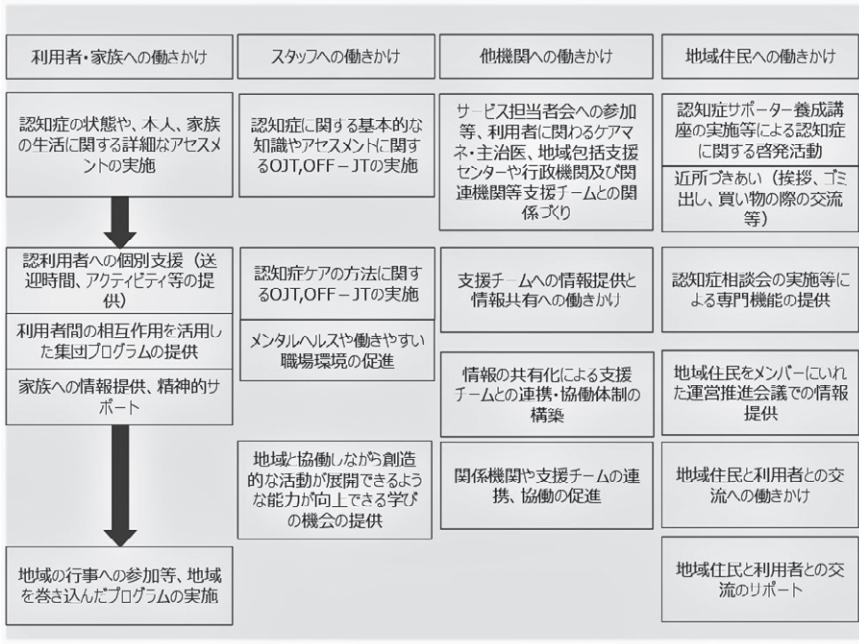 利用者・家族への働さかけ
スタッフへの働きかけ
他機関への働きかけ
地域住民への働きかけ
認知症の状態や、本人、家族
の生活に関する詳細なアセスメ
ントの実施
認利用者への個別支援（送
迎時間、アクティビティ等の提
供）
利用者間の相互作用を活用し
た集団プログラムの提供
家族への情報提供、精神的サ
ポート
地域の行事への参加等、地域
を巻き込んだプログラムの実施
認知症に関する基本的な
知識やアセスメントに関す
るOJT,OFF－JTの実施
認知症ケアの方法に関す
るOJT,OFF－JTの実施
メンタルヘルスや働きやすい
職場環境の促進
地域と協働しながら創造
的な活動が展開できるよう
な能力が向上できる学び
の機会の提供
サービス担当者会への参加
等、利用者に関わるケアマ
ネ・主治医、地域包括支援
センターや行政機関及び関
連機関等支援チームとの関
係づくり
支援チームへの情報提供と
情報共有への働きかけ
情報の共有化による支援
チームとの連携・協働体制の
構築
関係機関や支援チームの連
携、協働の促進
認知症サポーター養成講
座の実施等による認知症
に関する啓発活動
近所づきあい（挨拶、ゴミ
出し、買い物の際の交流
等）
認知症相談会の実施等に
よる専門機能の提供
地域住民をメンバーにいれ
た運営推進会議での情報
提供
地域住民と利用者との交
流への働きかけ
地域住民と利用者との交
流のリポート